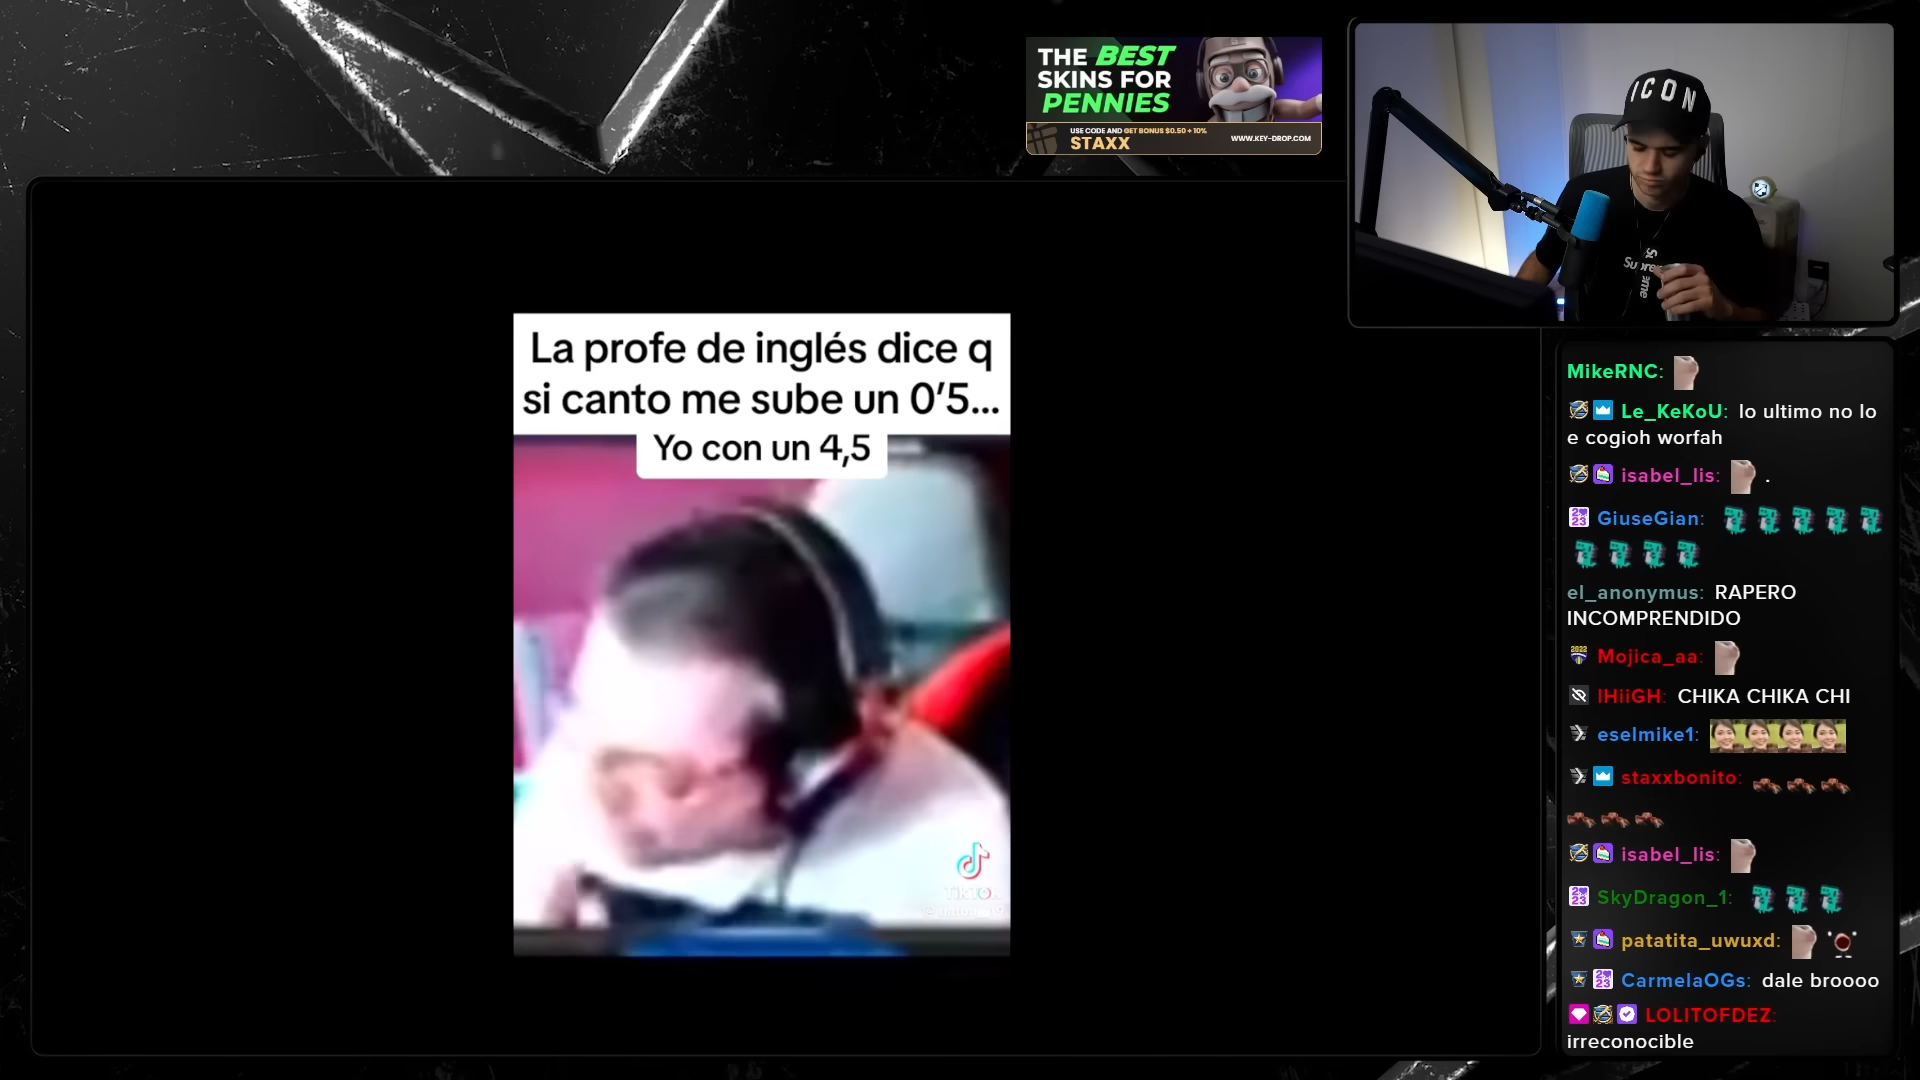 THE BEST
SKINS FOR
PENNIES
USE CODE AND GET BONUS $0.50 + 10%
STAXX
WWW.KEY-DROP.COM
ICON
Supreme
La profe de inglés dice q
si canto me sube un 0'5...
Yo con un 4,5
TikTok
MikeRNC:
Le_KeKoU: lo ultimo no lo
e cogioh worfah
isabel_lis: .
GiuseGian:
el_anonymus: RAPERO
INCOMPRENDIDO
Mojica_aa:
IHiiGH: CHIKA CHIKA CHI
eselmike1:
staxxbonito:
isabel_lis:
SkyDragon_1:
patatita_uwuxd:
CarmelaOGs: dale broooo
LOLITOFDEZ:
irreconocible